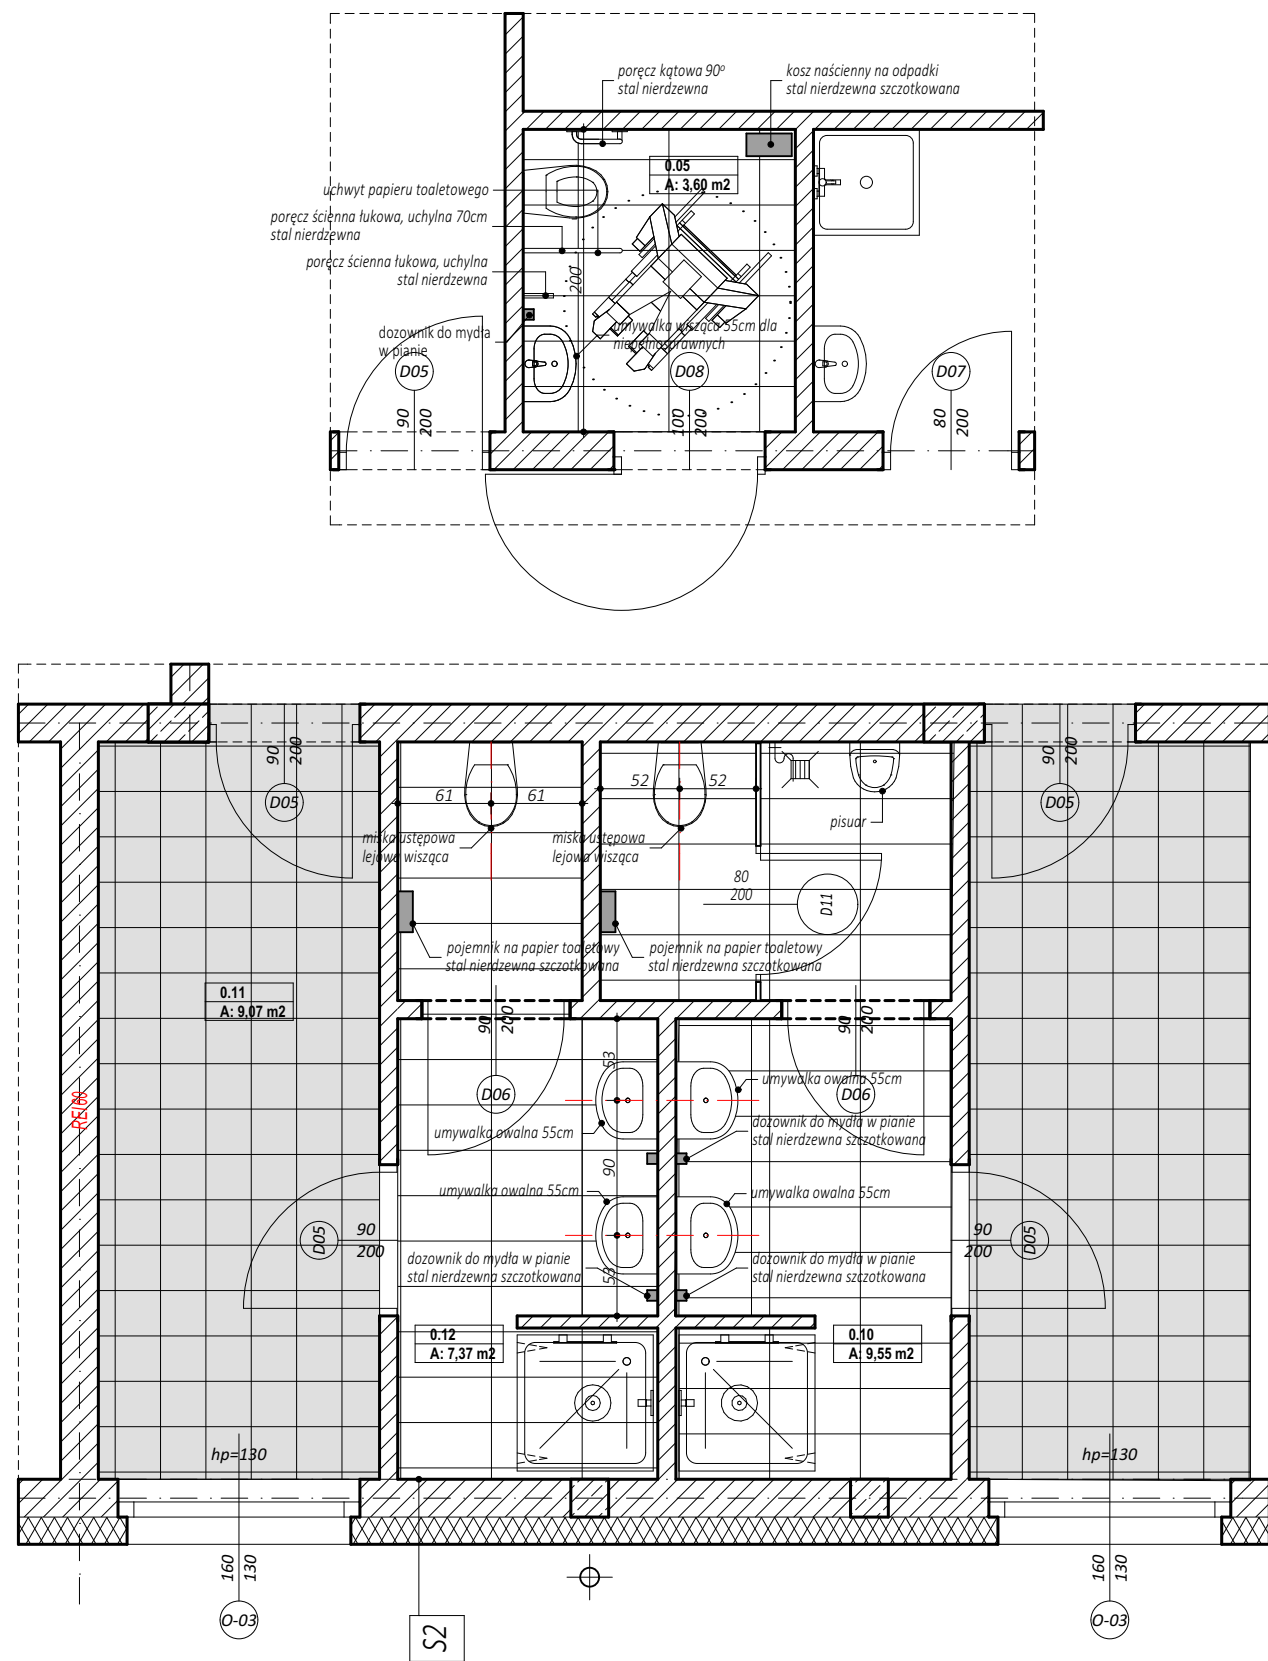 poręcz kątowa 90º
stal nierdzewna
kosz naścienny na odpadki
stal nierdzewna szczotkowana
0.05
A: 3,60 m2
uchwyt papieru toaletowego
poręcz ścienna łukowa, uchylna 70cm
stal nierdzewna
poręcz ścienna łukowa, uchylna
stal nierdzewna
200
dozownik do mydła
w pianie
umywalka wisząca 55cm dla
niepełnosprawnych
D05
90
200
D08
100
200
D07
80
200
90
200
D05
61
61
52
52
miska ustępowa
lejowa wisząca
miska ustępowa
lejowa wisząca
pisuar
90
200
D05
80
200
D11
pojemnik na papier toaletowy
stal nierdzewna szczotkowana
pojemnik na papier toaletowy
stal nierdzewna szczotkowana
0.11
A: 9,07 m2
90
200
D06
90
200
D06
53
REI60
umywalka owalna 55cm
umywalka owalna 55cm
dozownik do mydła w pianie
stal nierdzewna szczotkowana
90
umywalka owalna 55cm
umywalka owalna 55cm
D05
90
200
90
200
D05
dozownik do mydła w pianie
stal nierdzewna szczotkowana
53
dozownik do mydła w pianie
stal nierdzewna szczotkowana
0.12
A: 7,37 m2
0.10
A: 9,55 m2
hp=130
hp=130
160
130
O-03
160
130
O-03
S2